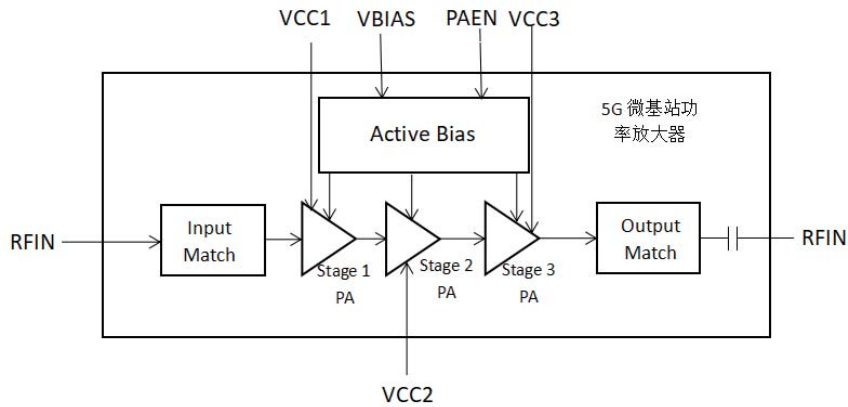 VCC1 VBIAS PAEN VCC3
5G 微基站功
率放大器
Active Bias
RFIN
Input
Match
Stage 1
PA
Stage 2
PA
Stage 3
PA
Output
Match
RFIN
VCC2